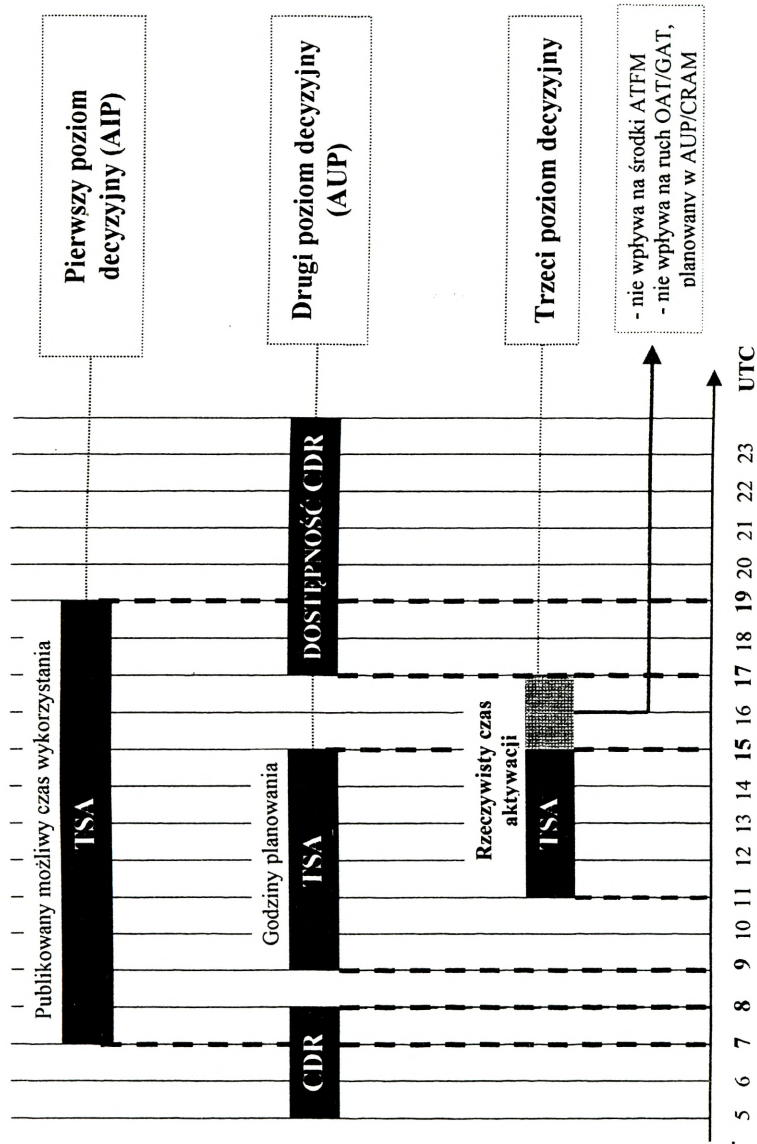 Publikowany możliwy czas wykorzystania
TSA
Pierwszy poziom
decyzyjny (AIP)
Godziny planowania
CDR
TSA
DOSTĘPNOŚĆ CDR
Drugi poziom decyzyjny
(AUP)
Rzeczywisty czas
aktywacji
TSA
Trzeci poziom decyzyjny
- nie wpływa na środki ATFM
- nie wpływa na ruch OAT/GAT,
planowany w AUP/CRAM
5 6 7 8 9 10 11 12 13 14 15 16 17 18 19 20 21 22 23 UTC